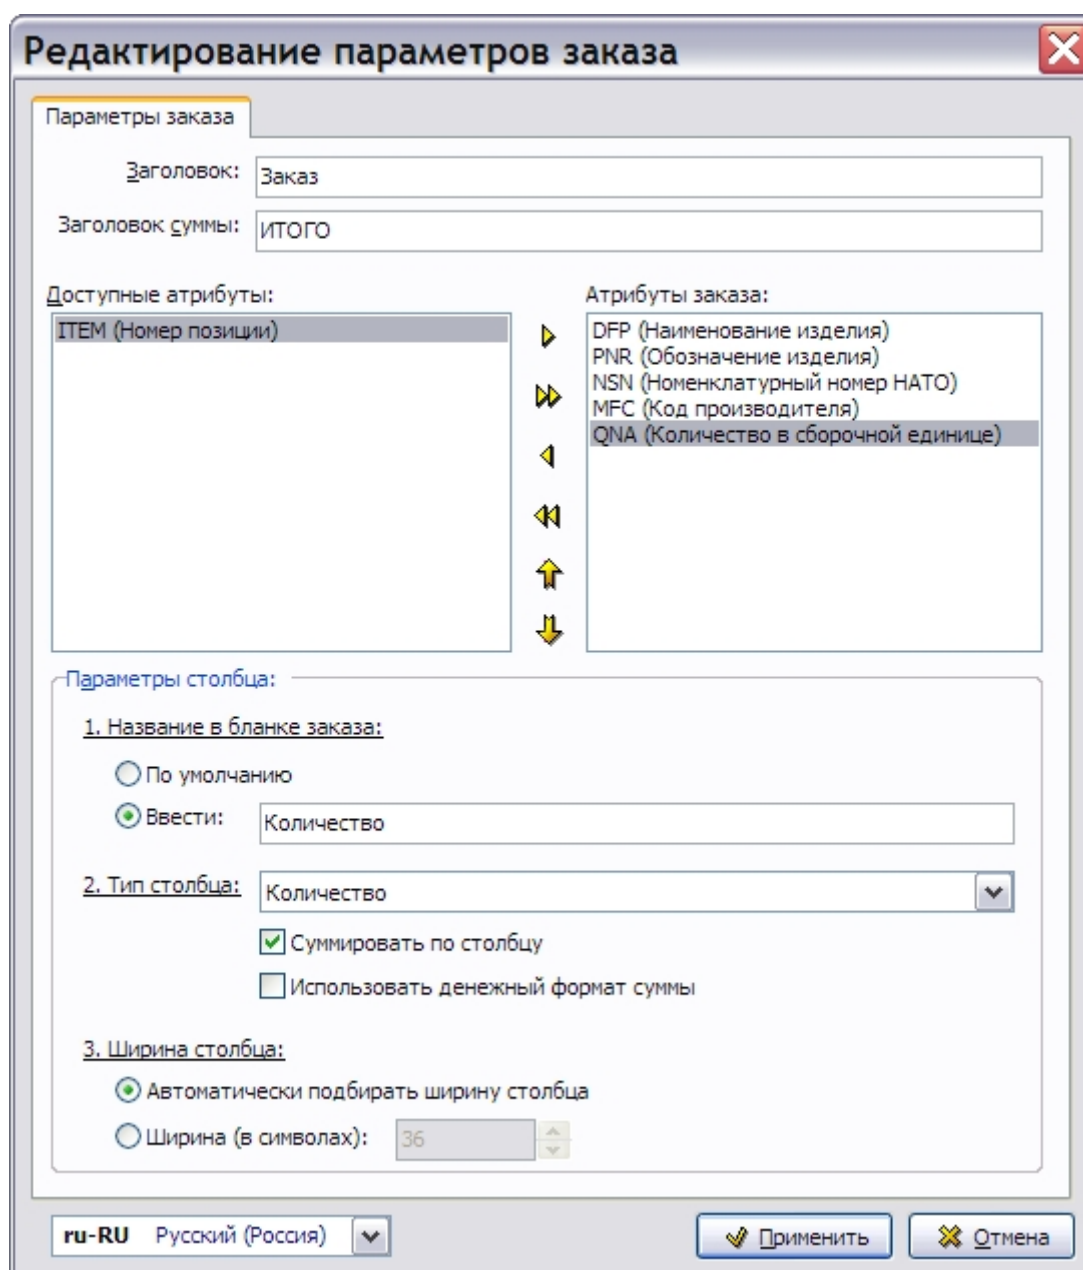 Редактирование параметров заказа
Параметры заказа
Заголовок: Заказ
Заголовок суммы: ИТОГО
Доступные атрибуты:
ITEM (Номер позиции)
Атрибуты заказа:
DFP (Наименование изделия)
PNR (Обозначение изделия)
NSN (Номенклатурный номер НАТО)
MFC (Код производителя)
QNA (Количество в сборочной единице)
Параметры столбца:
1. Название в бланке заказа:
По умолчанию
Ввести: Количество
2. Тип столбца: Количество
Суммировать по столбцу
Использовать денежный формат суммы
3. Ширина столбца:
Автоматически подбирать ширину столбца
Ширина (в символах): 36
ru-RU Русский (Россия) Применить Отмена